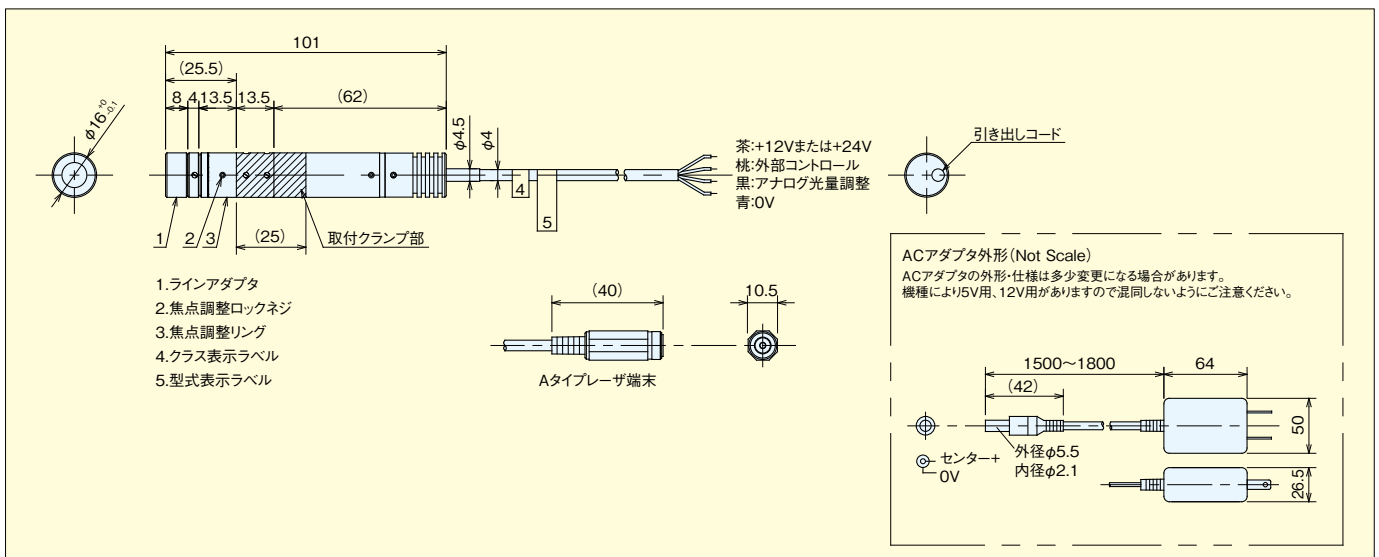 101
(25.5)
8
4
13.5
13.5
(62)
φ16 +0 -0.1
φ4.5
φ4
茶:+12Vまたは+24V
桃:外部コントロール
黒:アナログ光量調整
青:0V
引き出しコード
4
5
1
2
3
(25)
取付クランプ部
1.ラインアダプタ
2.焦点調整ロックネジ
3.焦点調整リング
4.クラス表示ラベル
5.型式表示ラベル
(40)
10.5
Aタイプレーザ端末
ACアダプタ外形(Not Scale)
ACアダプタの外形・仕様は多少変更になる場合があります。
機種により5V用、12V用がありますので混同しないようにご注意ください。
1500〜1800
64
(42)
50
外径φ5.5
内径φ2.1
センター+
0V
26.5